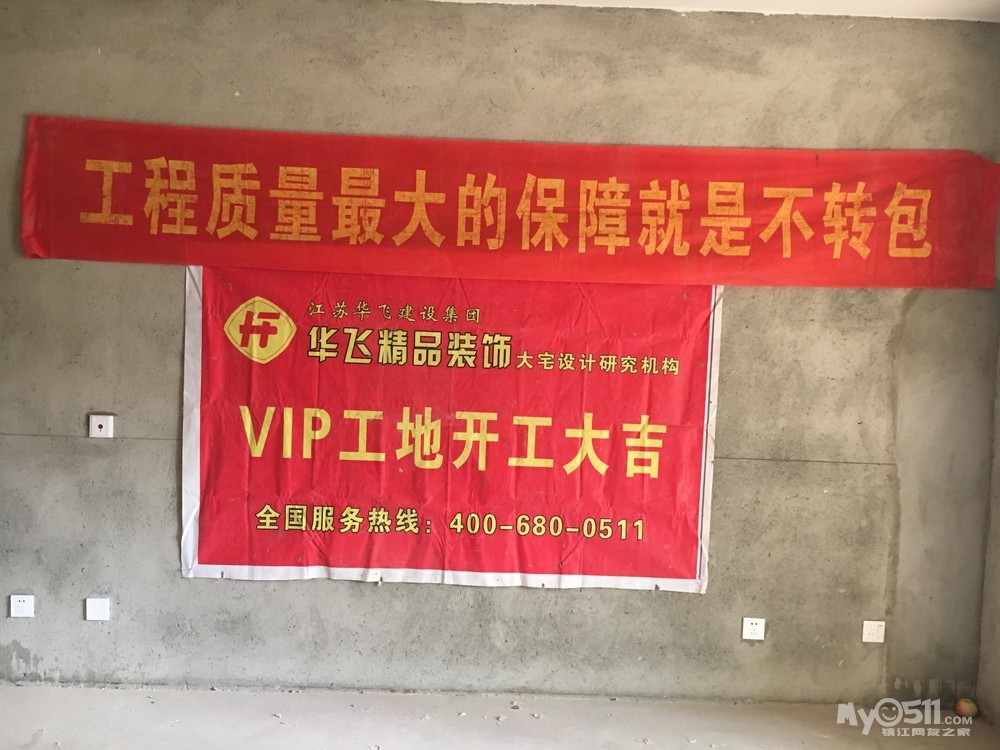 工程质量最大的保障就是不转包
江苏华飞建设集团
华飞精品装饰 大宅设计研究机构
VIP工地开工大吉
全国服务热线：400-680-0511
My0511.com
镇江网友之家